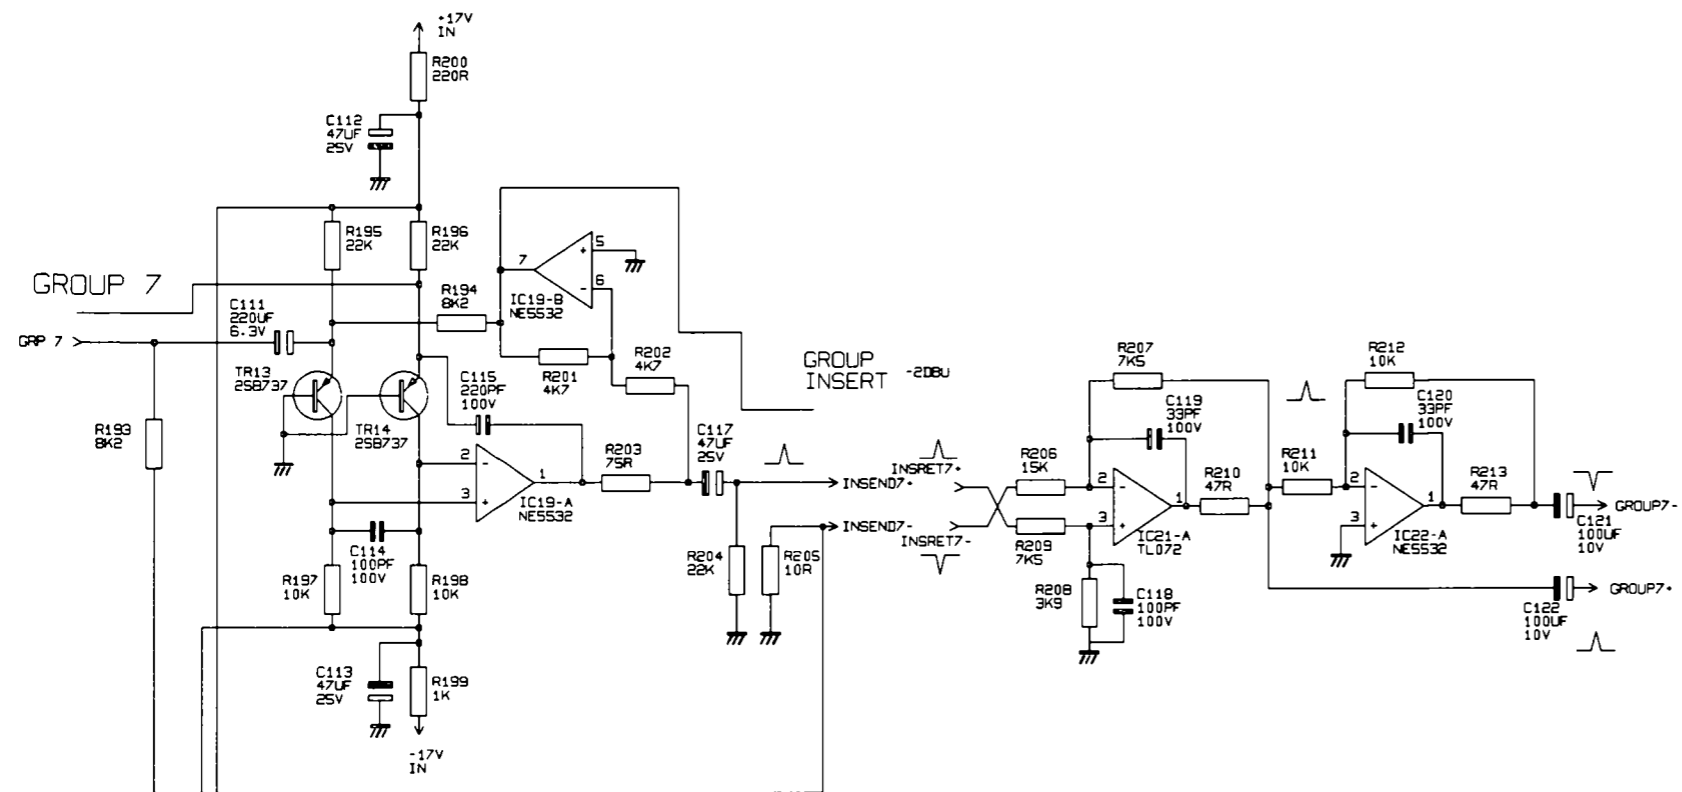 +17V
IN
R200
220R
C112
47UF
25V
R195
22K
R196
22K
GROUP 7
GRP 7
C111
220UF
6.3V
R194
8K2
7
5
+
6
-
IC19-B
NE5532
R201
4K7
R202
4K7
TR13
2SB737
TR14
2SB737
R193
8K2
C115
220PF
100V
2
-
3
+
1
IC19-A
NE5532
R203
75R
C117
47UF
25V
C114
100PF
100V
R197
10K
R198
10K
C113
47UF
25V
R199
1K
-17V
IN
GROUP
INSERT
-2DBU
INSEND7+
INSEND7-
R204
22K
R205
10R
INSRET7+
INSRET7-
R206
15K
R209
7K5
R207
7K5
C119
33PF
100V
2
-
3
+
1
IC21-A
TL072
R210
47R
R208
3K9
C118
100PF
100V
R211
10K
R212
10K
C120
33PF
100V
2
-
3
+
1
IC22-A
NE5532
R213
47R
C121
100UF
10V
GROUP7-
C122
100UF
10V
GROUP7+